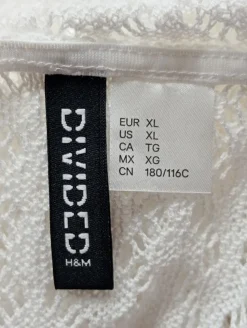 DIVIDED
H&M
EUR XL
US XL
CA TG
MX XG
CN 180/116C